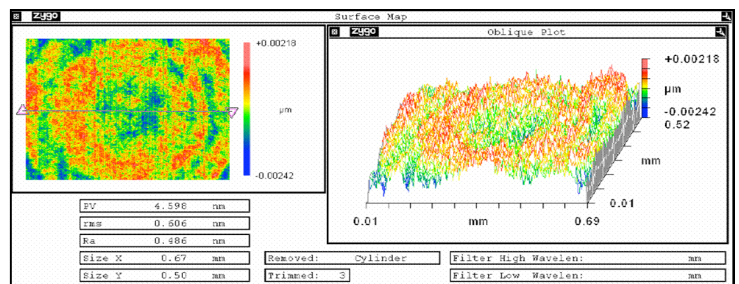 zygo Surface Map
+0.00218
µm
-0.00242
zygo Oblique Plot
+0.00218
µm
-0.00242
0.52
mm
0.01
0.01 mm 0.69
PV 4.598 nm
rms 0.606 nm
Ra 0.486 nm
Size X 0.67 mm
Size Y 0.50 mm
Removed: Cylinder
Trimmed: 3
Filter High Wavelen: mm
Filter Low Wavelen: mm